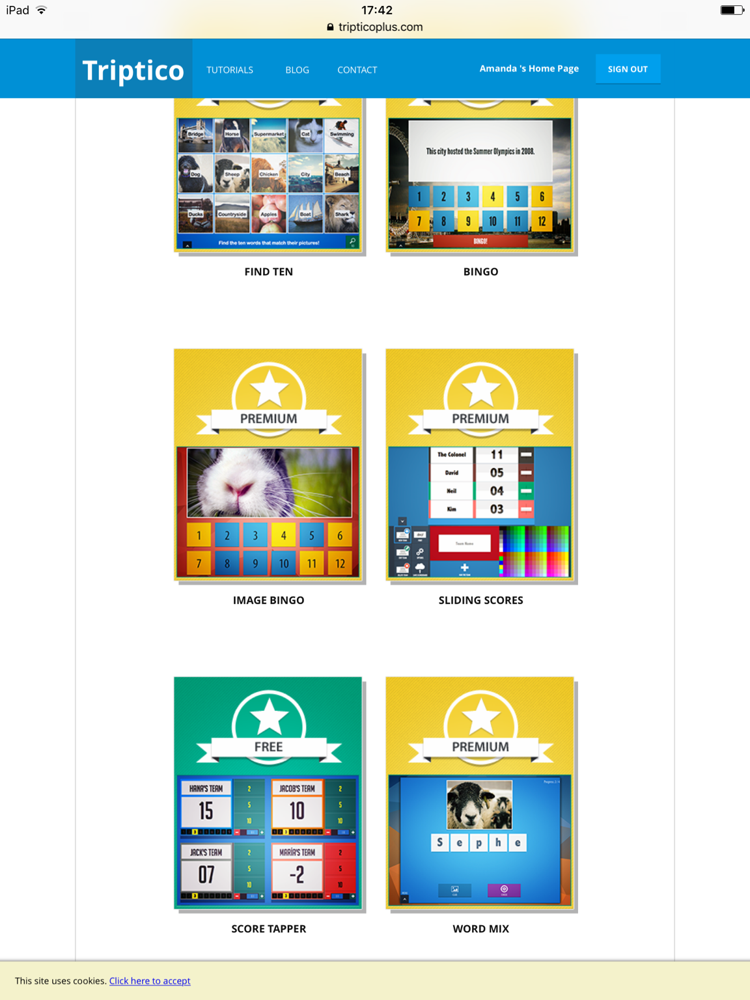 iPad 17:42
tripticoplus.com
Triptico TUTORIALS BLOG CONTACT Amanda 's Home Page SIGN OUT
Bridge Horse Supermarket Cat Swimming
Dog Sheep Chicken City Beach
Ducks Countryside Apples Boat Shark
Find the ten words that match their pictures!
FIND TEN
This city hosted the Summer Olympics in 2008.
1 2 3 4 5 6
7 8 9 10 11 12
BINGO!
BINGO
PREMIUM
1 2 3 4 5 6
7 8 9 10 11 12
IMAGE BINGO
PREMIUM
The Colonel 11
David 05
Neil 04
Kim 03
Team Name
SLIDING SCORES
FREE
HANA'S TEAM
15
2
5
10
JACOB'S TEAM
10
2
5
10
JACK'S TEAM
07
2
5
10
MARÍA'S TEAM
-2
2
5
10
SCORE TAPPER
PREMIUM
S e p h e
WORD MIX
This site uses cookies. Click here to accept